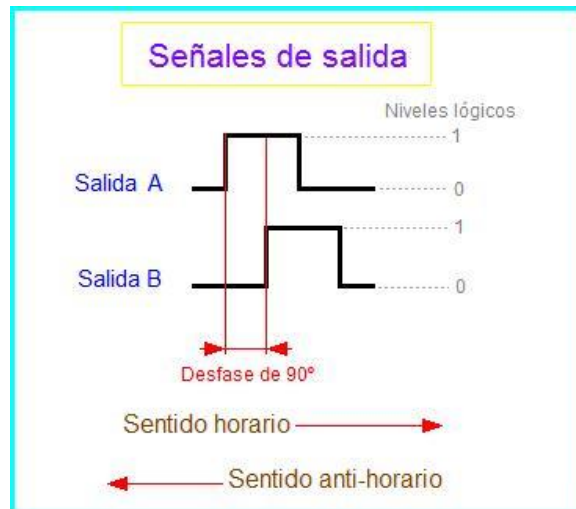 Señales de salida
Niveles lógicos
1
Salida A
0
1
Salida B
0
Desfase de 90º
Sentido horario
Sentido anti-horario